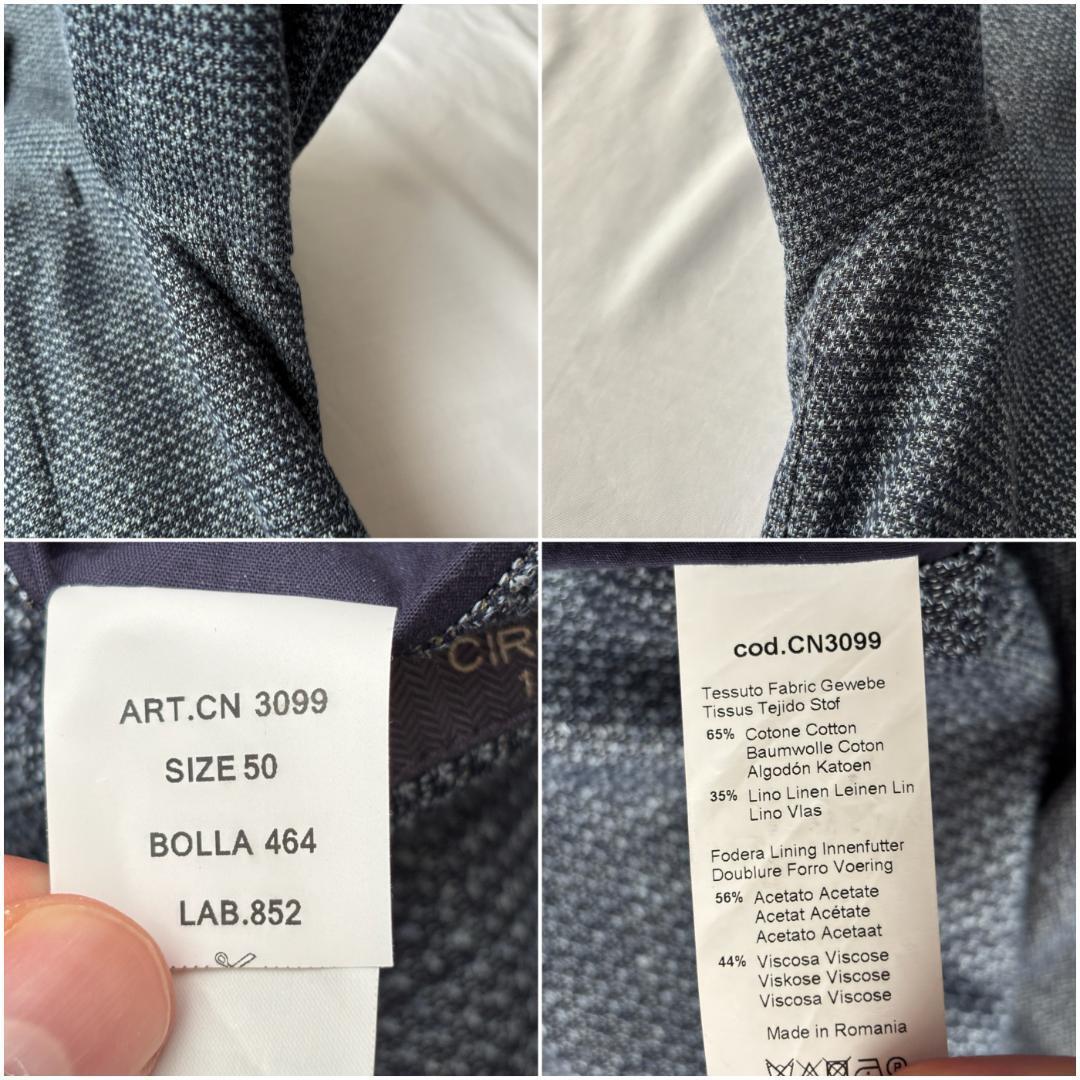 ART.CN 3099
SIZE 50
BOLLA 464
LAB.852
CIR
cod.CN3099
Tessuto Fabric Gewebe
Tissus Tejido Stof
65% Cotone Cotton
Baumwolle Coton
Algodón Katoen
35% Lino Linen Leinen Lin
Lino Vlas
Fodera Lining Innenfutter
Doublure Forro Voering
56% Acetato Acetate
Acetat Acétate
Acetato Acetaat
44% Viscosa Viscose
Viskose Viscose
Viscosa Viscose
Made in Romania
P